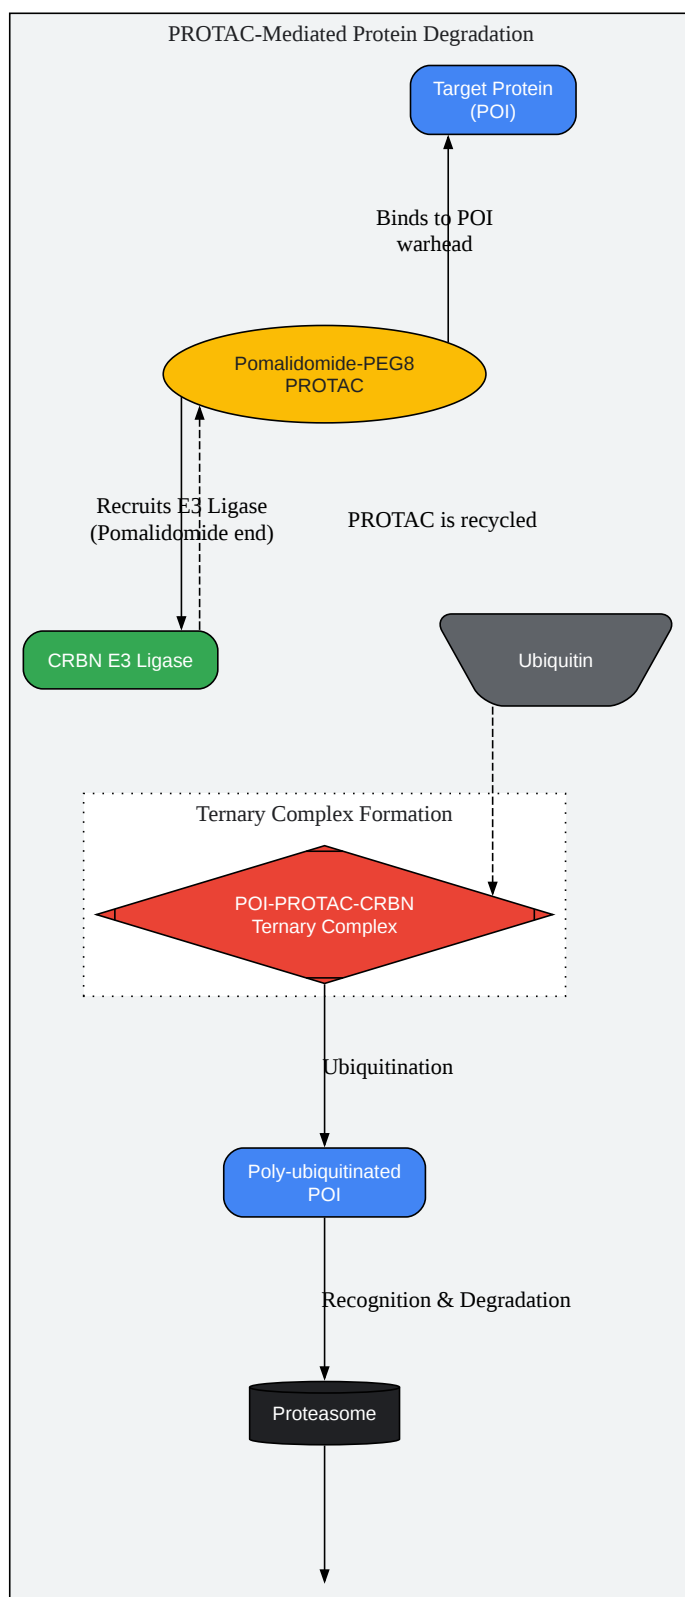 PROTAC-Mediated Protein Degradation
Target Protein
(POI)
Binds to POI
warhead
Pomalidomide-PEG8
PROTAC
Recruits E3 Ligase
(Pomalidomide end)
PROTAC is recycled
CRBN E3 Ligase
Ubiquitin
Ternary Complex Formation
POI-PROTAC-CRBN
Ternary Complex
Ubiquitination
Poly-ubiquitinated
POI
Recognition & Degradation
Proteasome